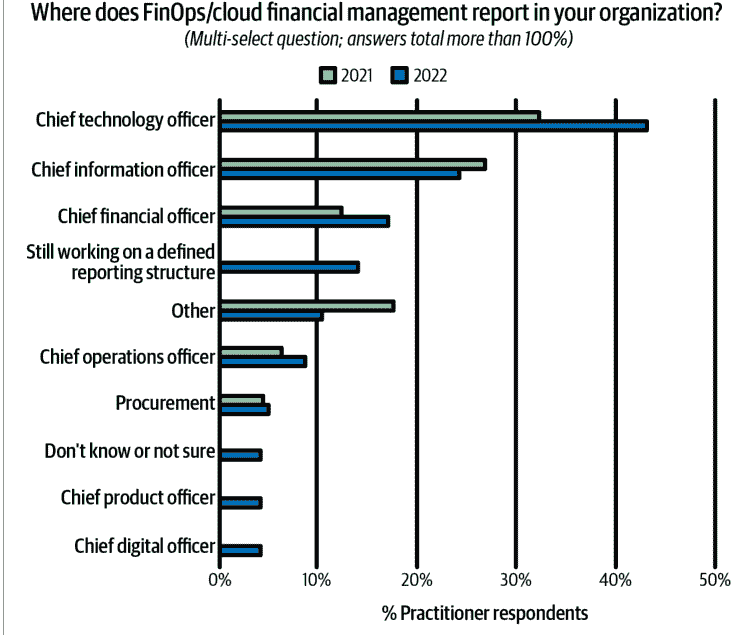 Where does FinOps/cloud financial management report in your organization?
(Multi-select question; answers total more than 100%)
2021 2022
Chief technology officer
Chief information officer
Chief financial officer
Still working on a defined
reporting structure
Other
Chief operations officer
Procurement
Don't know or not sure
Chief product officer
Chief digital officer
0% 10% 20% 30% 40% 50%
% Practitioner respondents